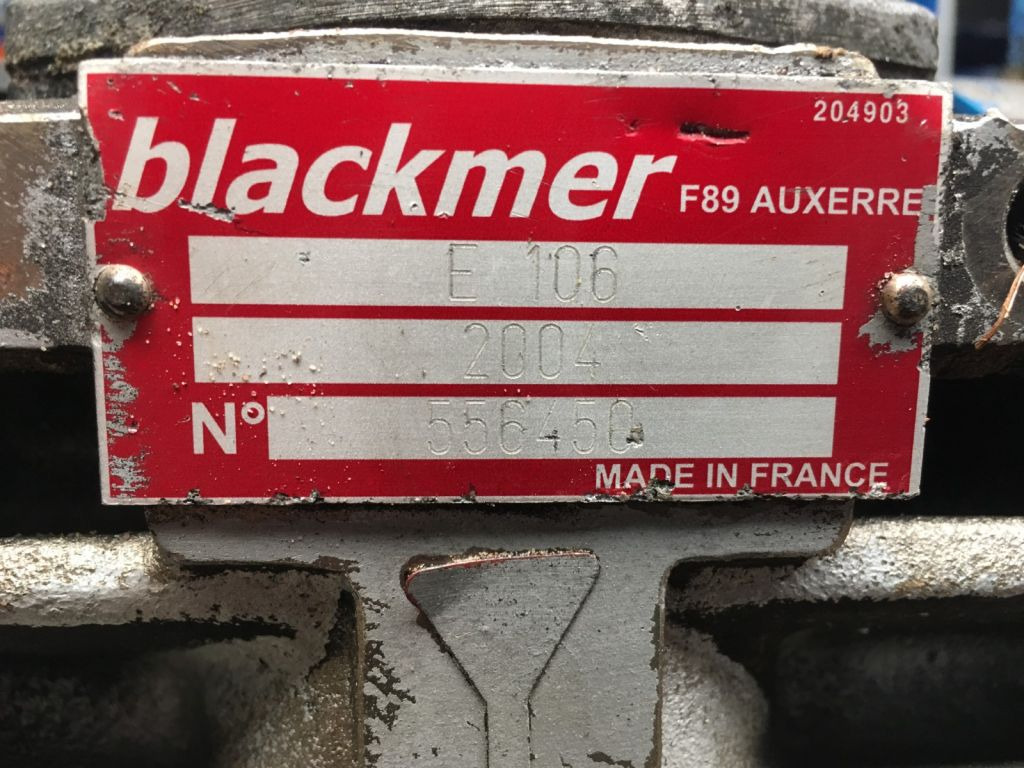 204903
blackmer F89 AUXERRE
E 106
2004
N° 556450
MADE IN FRANCE